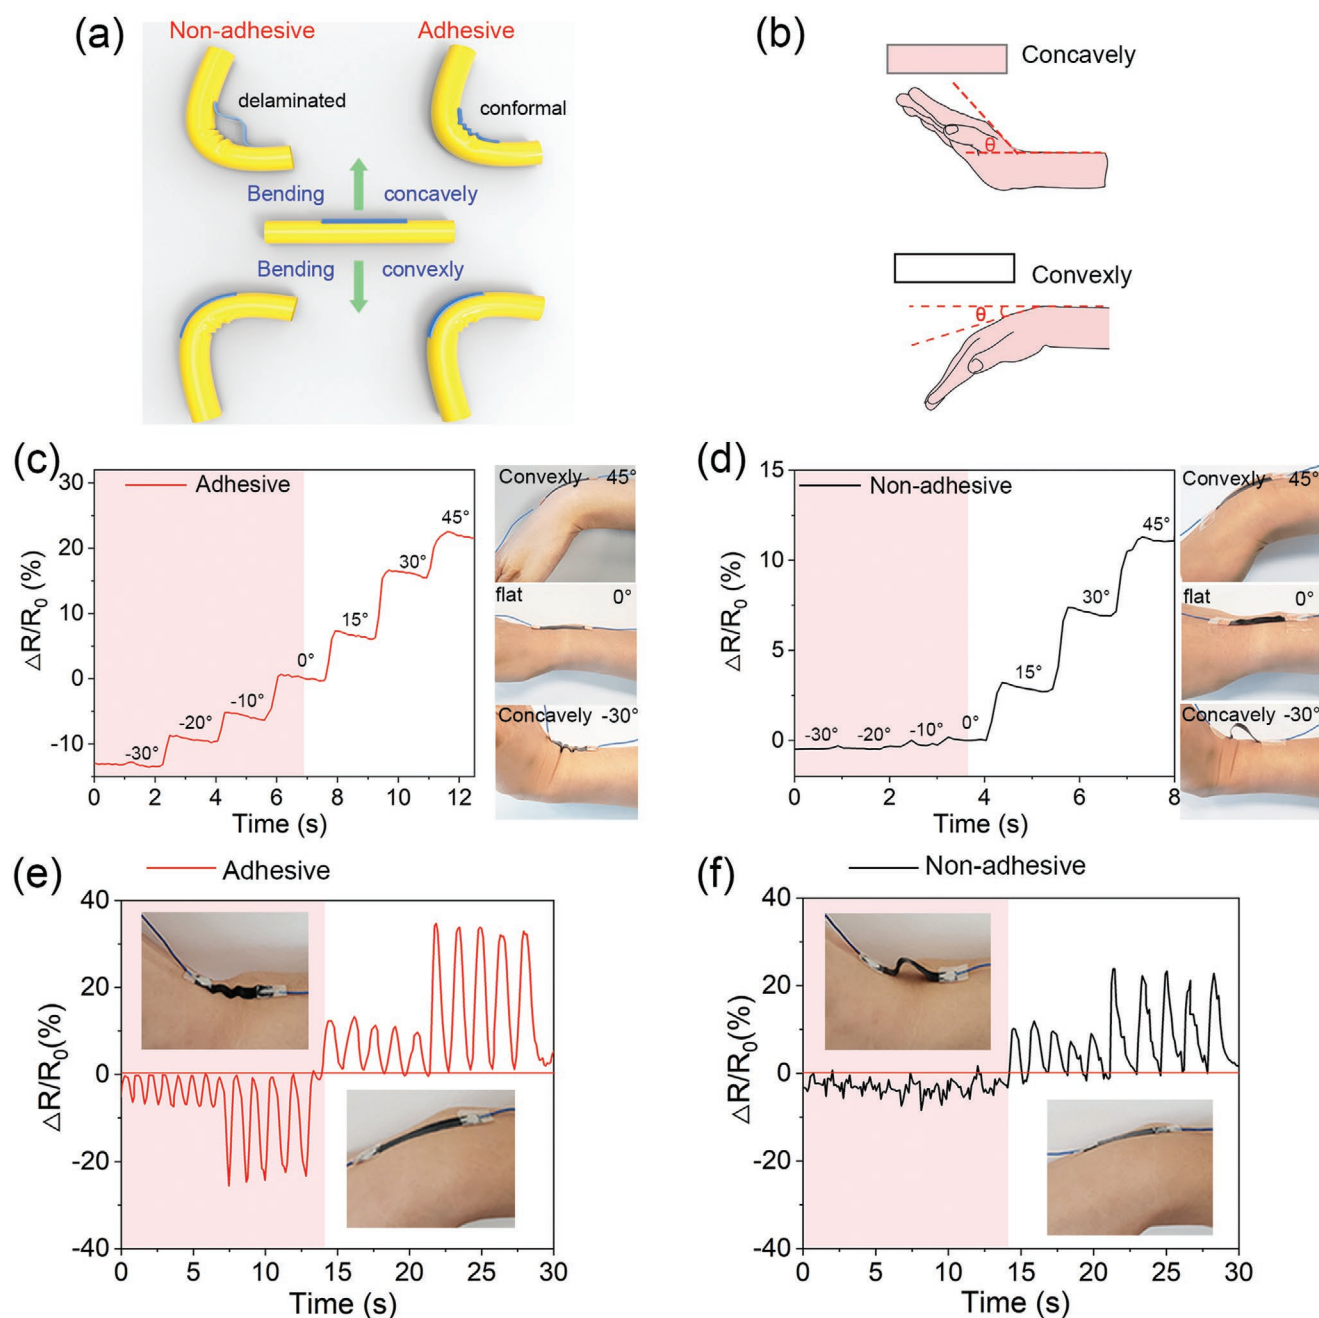 (a)
Non-adhesive Adhesive
delaminated conformal
Bending concavely
Bending convexly
(b)
Concavely
θ
Convexly
θ
(c)
Adhesive
ΔR/R0 (%)
30
20
10
0
-10
-30°
-20°
-10°
0°
15°
30°
45°
0 2 4 6 8 10 12
Time (s)
Convexly 45°
flat 0°
Concavely -30°
(d)
Non-adhesive
ΔR/R0 (%)
15
10
5
0
-30° -20° -10° 0°
15°
30°
45°
0 2 4 6 8
Time (s)
Convexly 45°
flat 0°
Concavely -30°
(e)
Adhesive
ΔR/R0(%)
40
20
0
-20
-40
0 5 10 15 20 25 30
Time (s)
(f)
Non-adhesive
ΔR/R0(%)
40
20
0
-20
-40
0 5 10 15 20 25 30
Time (s)